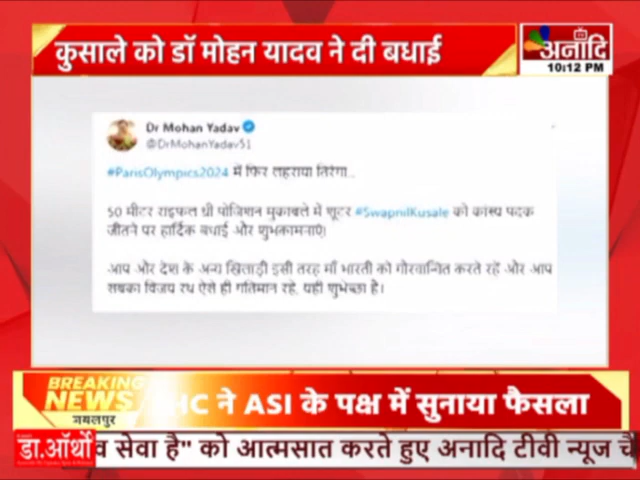 कुसाले को डॉ मोहन यादव ने दी बधाई
TV
अनादि
10:12 PM
Dr Mohan Yadav
@DrMohanYadav51
#ParisOlympics2024 में फिर लहराया तिरंगा...
50 मीटर राइफल थ्री पोजिशन मुकाबले में शूटर #SwapnilKusale को कांस्य पदक
जीतने पर हार्दिक बधाई और शुभकामनाएं!
आप और देश के अन्य खिलाड़ी इसी तरह माँ भारती को गौरवान्वित करते रहें और आप
सबका विजय रथ ऐसे ही गतिमान रहे, यही शुभेच्छा है।
BREAKING
NEWS
जबलपुर
HC ने ASI के पक्ष में सुनाया फैसला
डा.ऑर्थो
व सेवा है" को आत्मसात करते हुए अनादि टीवी न्यूज चै